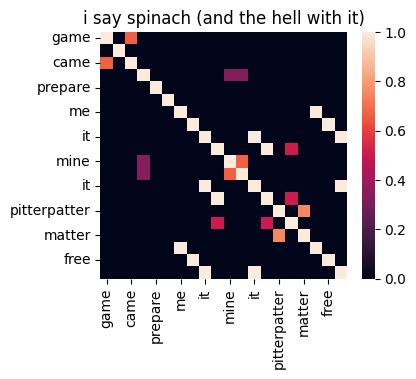 i say spinach (and the hell with it)
game
came
prepare
me
it
mine
it
pitterpatter
matter
free
1.0
0.8
0.6
0.4
0.2
0.0
game
came
prepare
me
it
mine
it
pitterpatter
matter
free